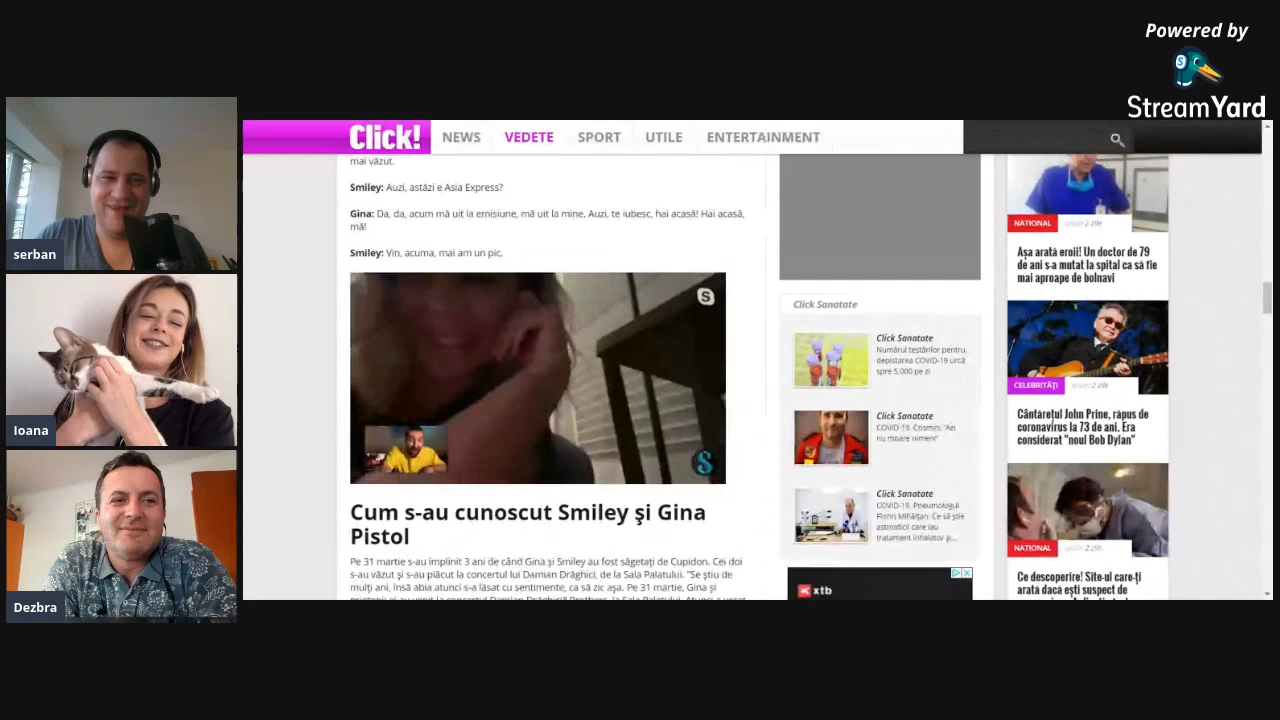 Powered by
StreamYard
serban
Ioana
Dezbra
Click!
NEWS
VEDETE
SPORT
UTILE
ENTERTAINMENT
mai văzut.
Smiley: Auzi, astăzi e Asia Express?
Gina: Da, da, acum mă uit la emisiune, mă uit la mine. Auzi, te iubesc, hai acasă! Hai acasă,
mă!
Smiley: Vin, acuma, mai am un pic.
Cum s-au cunoscut Smiley şi Gina
Pistol
Pe 31 martie s-au împlinit 3 ani de când Gina şi Smiley au fost săgetaţi de Cupidon. Cei doi
s-au văzut şi s-au plăcut la concertul lui Damian Drăghici, de la Sala Palatului. "Se ştiu de
mulţi ani, însă abia atunci s-a lăsat cu sentimente, ca să zic aşa. Pe 31 martie, Gina şi
Click Sanatate
Click Sanatate
Numărul testărilor pentru
depistarea COVID-19 urcă
spre 5.000 pe zi
Click Sanatate
COVID-19. Cosmin: "Azi
nu moare nimeni"
Click Sanatate
COVID-19. Pneumologul
Florin Mihălţan: Ce să ştie
astmaticii care iau
tratament inhalator şi...
xtb
NATIONAL
acum 2 zile
Aşa arată eroii! Un doctor de 79
de ani s-a mutat la spital ca să fie
mai aproape de bolnavi
CELEBRITĂŢI
acum 2 zile
Cântăreţul John Prine, răpus de
coronavirus la 73 de ani. Era
considerat "noul Bob Dylan"
NATIONAL
acum 2 zile
Ce descoperire! Site-ul care-ţi
arată dacă eşti suspect de